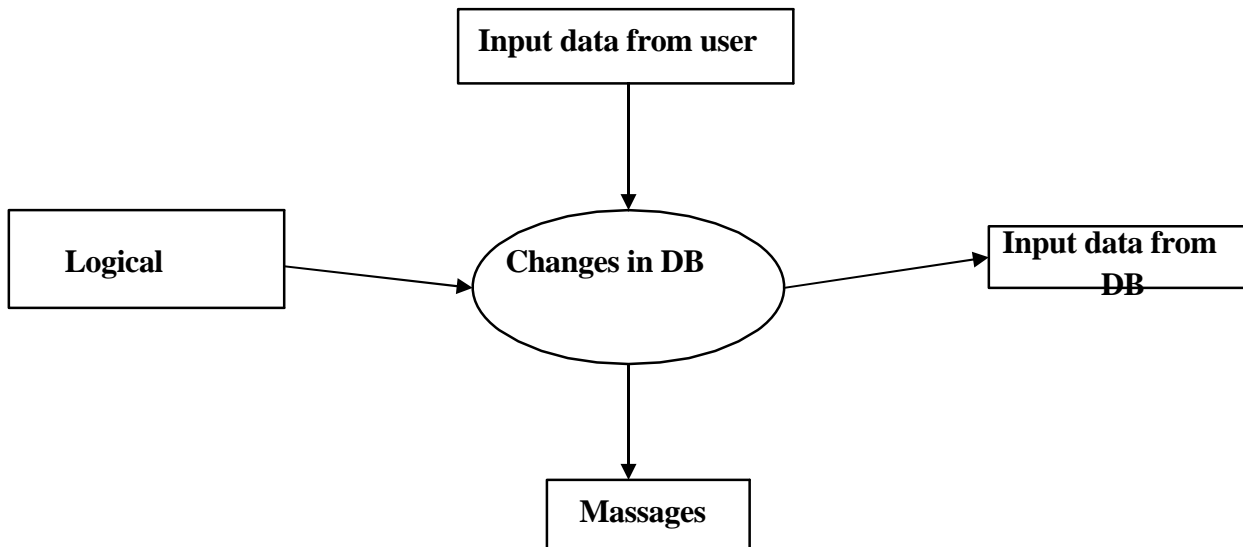 Input data from user
Logical
Changes in DB
Input data from
DB
Massages